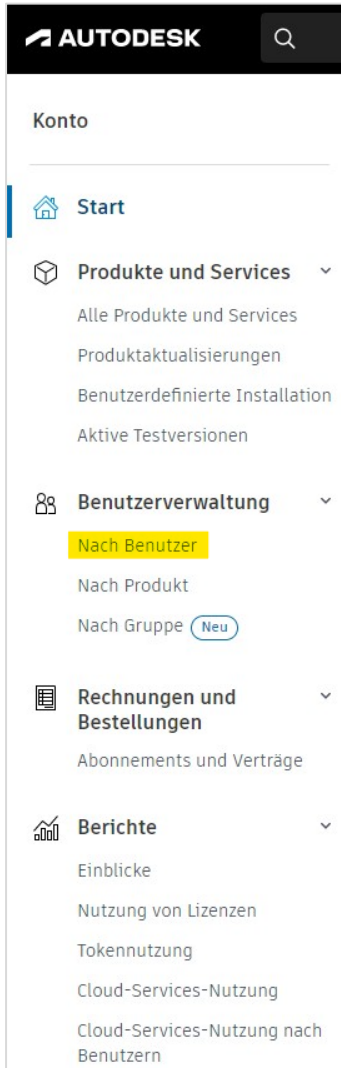 AUTODESK
Konto
Start
Produkte und Services
Alle Produkte und Services
Produktaktualisierungen
Benutzerdefinierte Installation
Aktive Testversionen
Benutzerverwaltung
Nach Benutzer
Nach Produkt
Nach Gruppe Neu
Rechnungen und
Bestellungen
Abonnements und Verträge
Berichte
Einblicke
Nutzung von Lizenzen
Tokennutzung
Cloud-Services-Nutzung
Cloud-Services-Nutzung nach
Benutzern